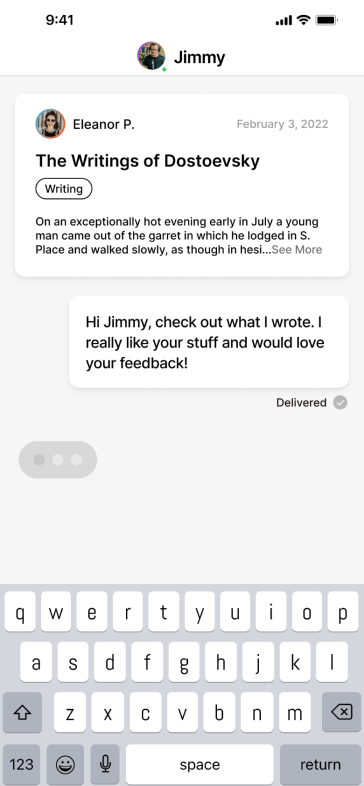 9:41
Jimmy
Eleanor P.
February 3, 2022
The Writings of Dostoevsky
Writing
On an exceptionally hot evening early in July a young
man came out of the garret in which he lodged in S.
Place and walked slowly, as though in hesi...See More
Hi Jimmy, check out what I wrote. I
really like your stuff and would love
your feedback!
Delivered
q w e r t y u i o p
a s d f g h j k l
z x c v b n m
123 space return